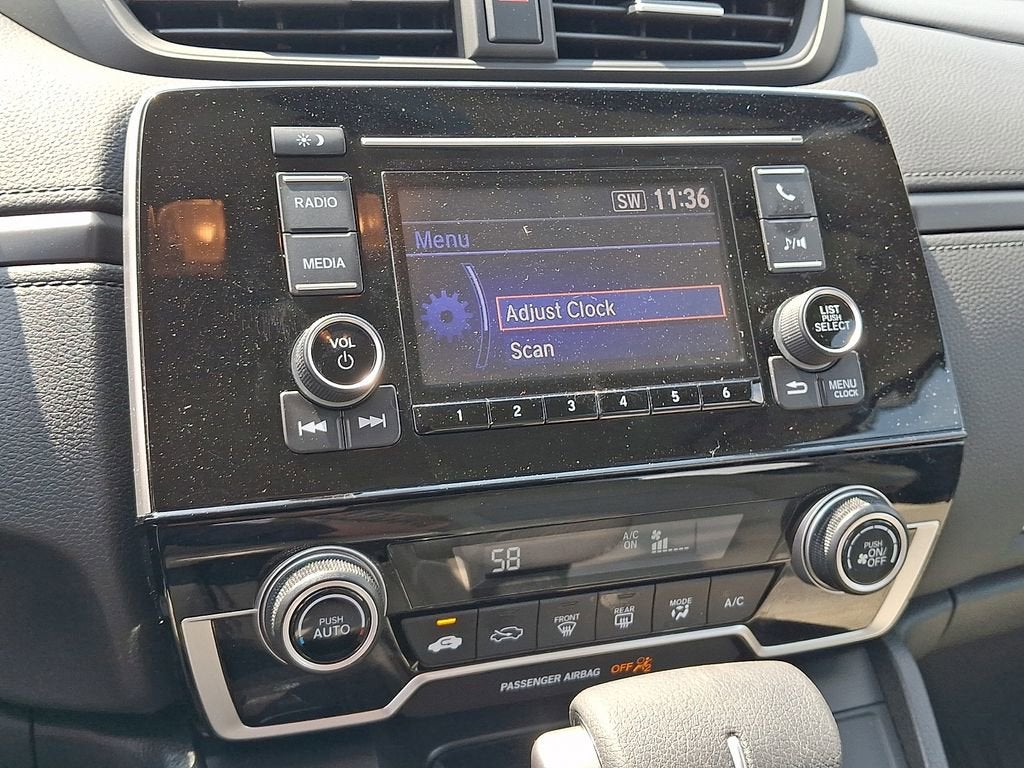 SW 11:36
RADIO
Menu
MEDIA
Adjust Clock
Scan
VOL
LIST
PUSH
SELECT
MENU
CLOCK
1 2 3 4 5 6
58
A/C
ON
PUSH
ON/
OFF
PUSH
AUTO
FRONT
REAR
MODE
A/C
PASSENGER AIRBAG OFF 2